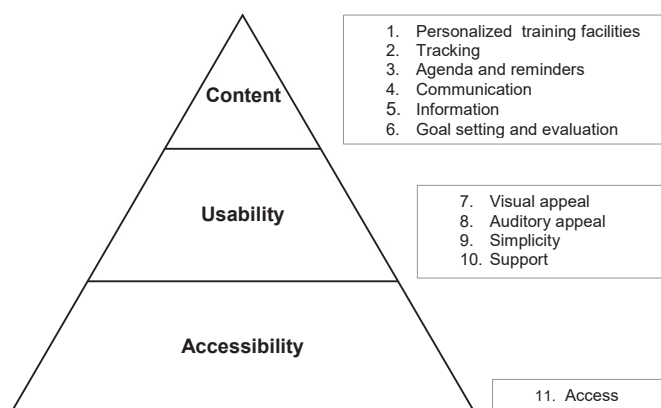 Content
1. Personalized training facilities
2. Tracking
3. Agenda and reminders
4. Communication
5. Information
6. Goal setting and evaluation
Usability
7. Visual appeal
8. Auditory appeal
9. Simplicity
10. Support
Accessibility
11. Access